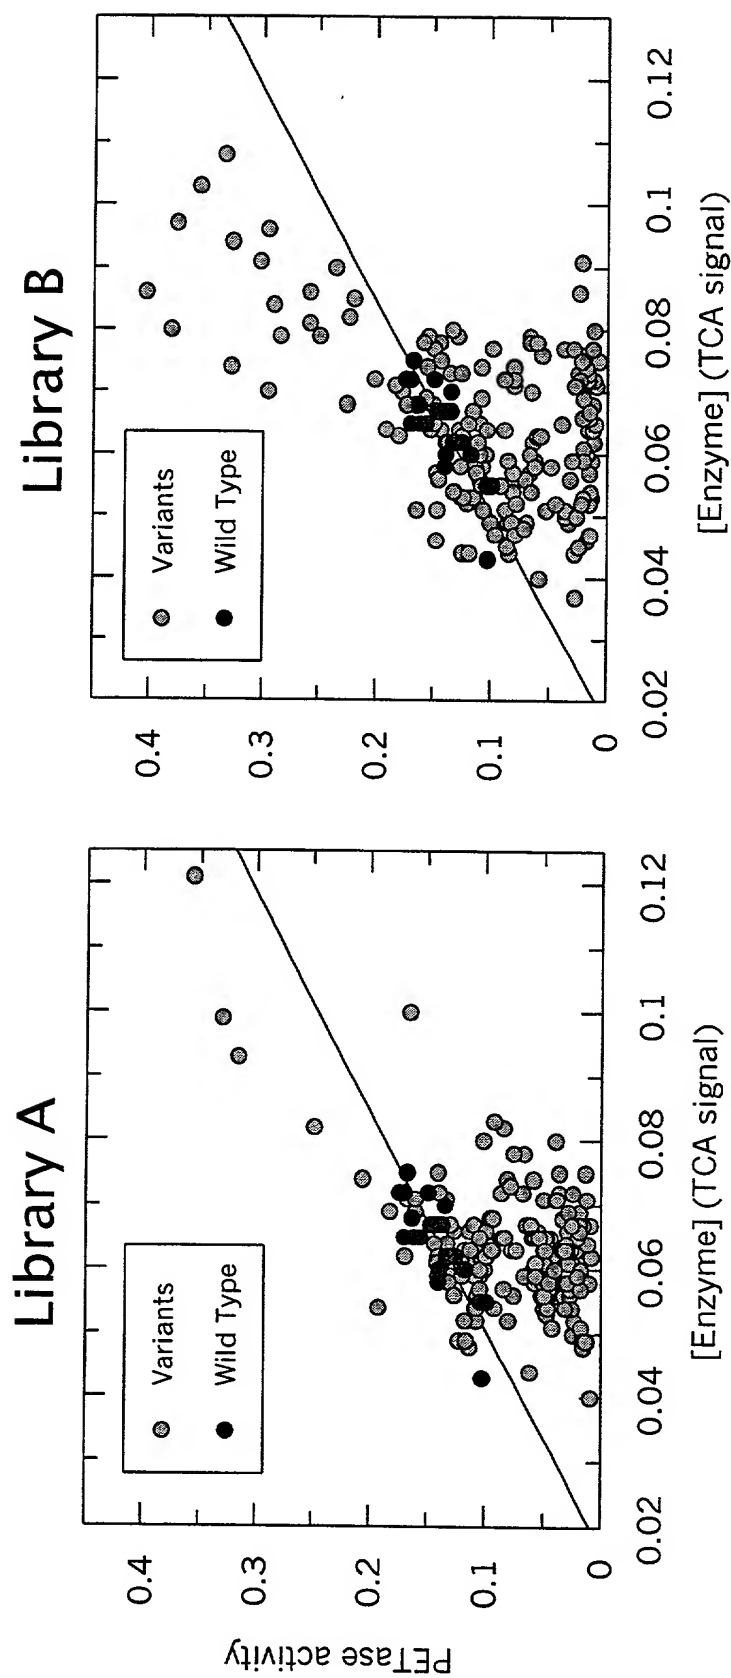 Library A
PETase activity
0.4
0.3
0.2
0.1
0
Variants
Wild Type
0.02
0.04
0.06
0.08
0.1
0.12
[Enzyme] (TCA signal)
Library B
0.4
0.3
0.2
0.1
0
Variants
Wild Type
0.02
0.04
0.06
0.08
0.1
0.12
[Enzyme] (TCA signal)